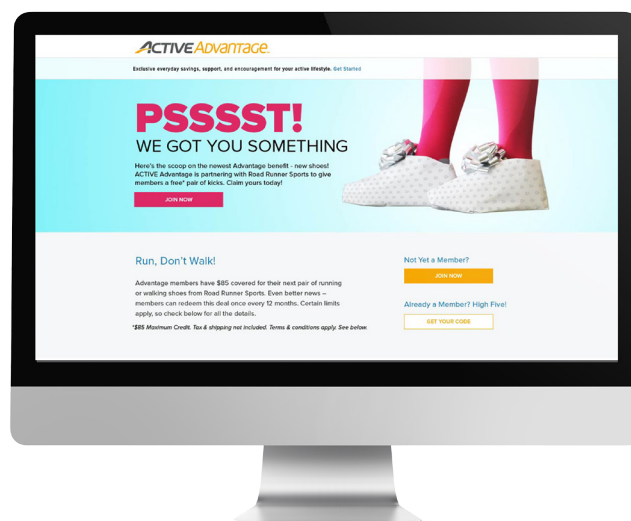 ACTIVE Advantage
Exclusive everyday savings, support, and encouragement for your active lifestyle. Get Started
PSSSST!
WE GOT YOU SOMETHING
Here's the scoop on the newest Advantage benefit - new shoes!
ACTIVE Advantage is partnering with Road Runner Sports to give
members a free* pair of kicks. Claim yours today!
JOIN NOW
Run, Don't Walk!
Advantage members have $85 covered for their next pair of running
or walking shoes from Road Runner Sports. Even better news –
members can redeem this deal once every 12 months. Certain limits
apply, so check below for all the details.
*$85 Maximum Credit. Tax & shipping not included. Terms & conditions apply. See below.
Not Yet a Member?
JOIN NOW
Already a Member? High Five!
GET YOUR CODE